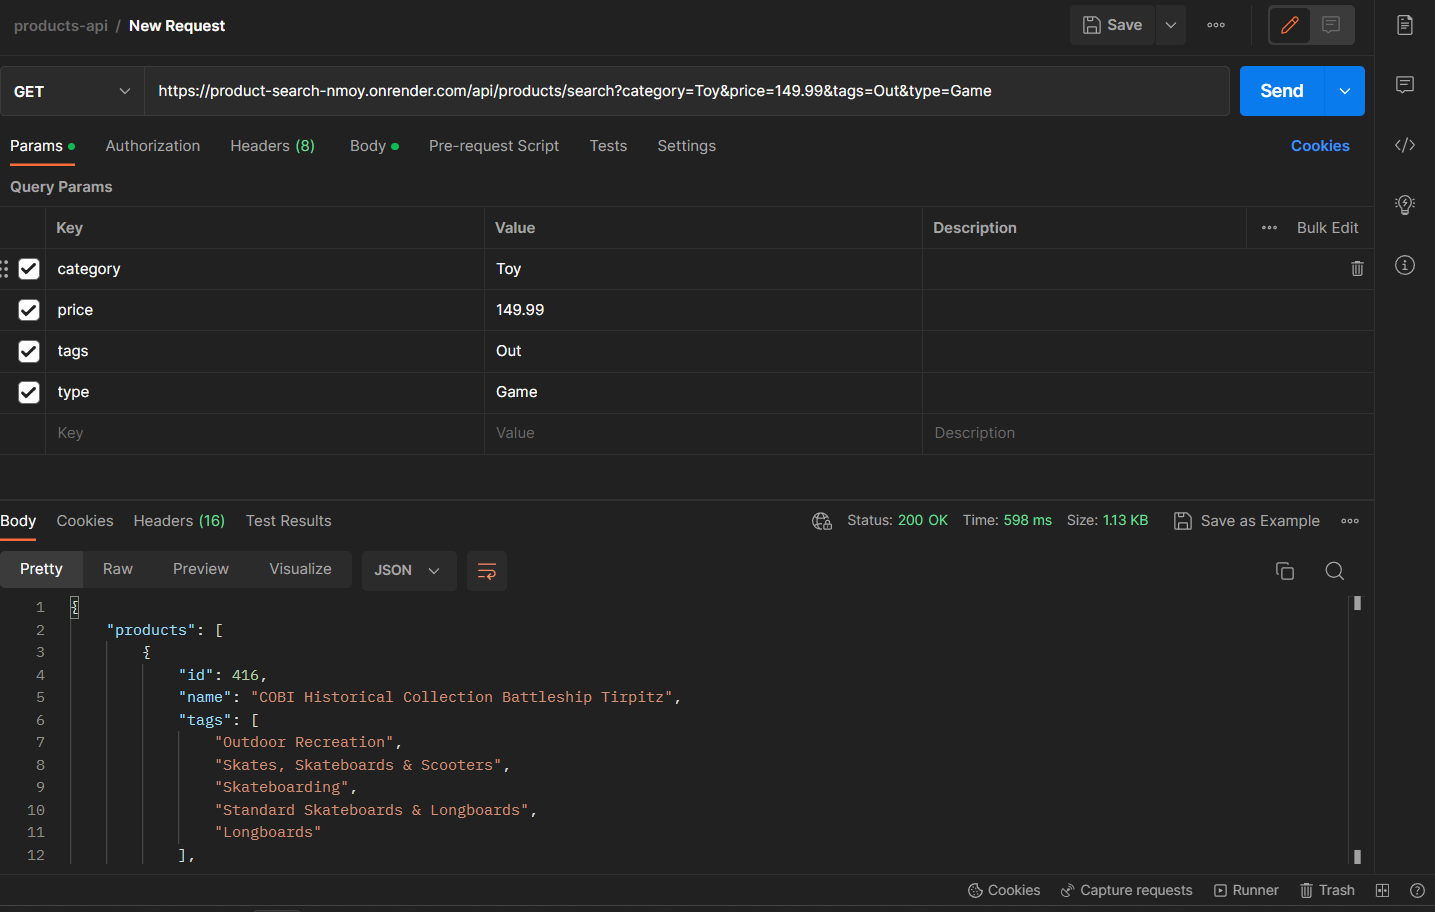 products-api / New Request
Save
GET
https://product-search-nmoy.onrender.com/api/products/search?category=Toy&price=149.99&tags=Out&type=Game
Send
Params Authorization Headers (8) Body Pre-request Script Tests Settings Cookies
Query Params
Key Value Description Bulk Edit
category Toy
price 149.99
tags Out
type Game
Key Value Description
Body Cookies Headers (16) Test Results Status: 200 OK Time: 598 ms Size: 1.13 KB Save as Example
Pretty Raw Preview Visualize JSON
1 {
2 "products": [
3 {
4 "id": 416,
5 "name": "COBI Historical Collection Battleship Tirpitz",
6 "tags": [
7 "Outdoor Recreation",
8 "Skates, Skateboards & Scooters",
9 "Skateboarding",
10 "Standard Skateboards & Longboards",
11 "Longboards"
12 ],
Cookies Capture requests Runner Trash